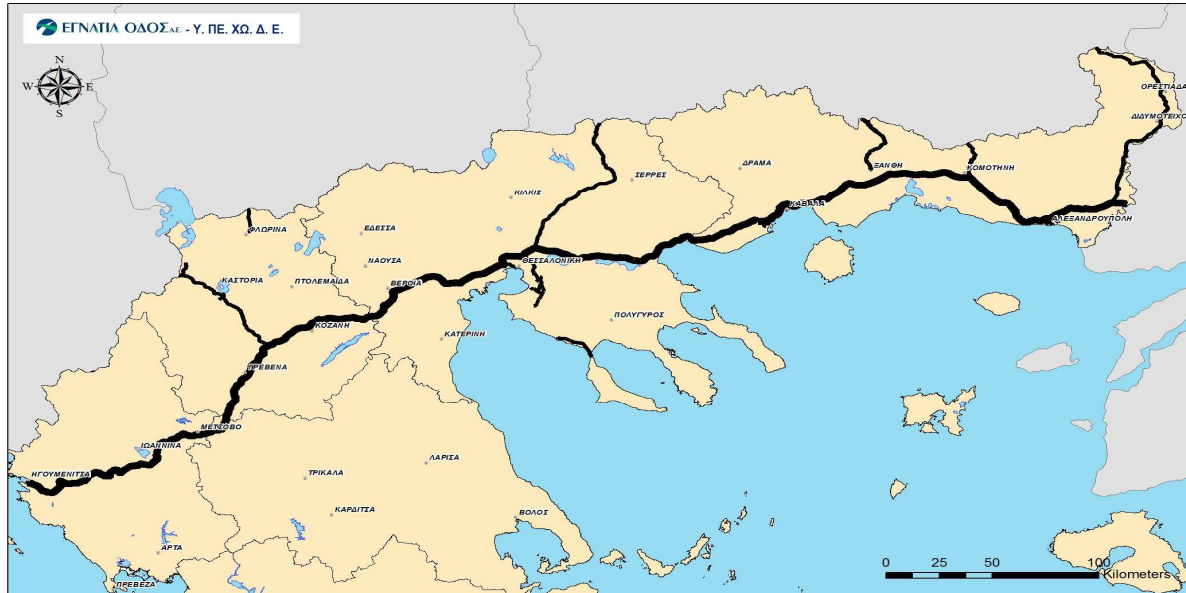 ΕΓΝΑΤΙΑ ΟΔΟΣ Α.Ε. - Υ. ΠΕ. ΧΩ. Δ. Ε.
N
W E
S
ΟΡΕΣΤΙΑΔΑ
ΔΙΔΥΜΟΤΕΙΧΟ
ΔΡΑΜΑ
ΞΑΝΘΗ
ΚΟΜΟΤΗΝΗ
ΣΕΡΡΕΣ
ΚΙΛΚΙΣ
ΚΑΒΑΛΑ
ΑΛΕΞΑΝΔΡΟΥΠΟΛΗ
ΦΛΩΡΙΝΑ
ΕΔΕΣΣΑ
ΝΑΟΥΣΑ
ΘΕΣΣΑΛΟΝΙΚΗ
ΚΑΣΤΟΡΙΑ
ΠΤΟΛΕΜΑΪΔΑ
ΒΕΡΟΙΑ
ΠΟΛΥΓΥΡΟΣ
ΚΟΖΑΝΗ
ΚΑΤΕΡΙΝΗ
ΓΡΕΒΕΝΑ
ΜΕΤΣΟΒΟ
ΙΩΑΝΝΙΝΑ
ΗΓΟΥΜΕΝΙΤΣΑ
ΤΡΙΚΑΛΑ
ΛΑΡΙΣΑ
ΚΑΡΔΙΤΣΑ
ΒΟΛΟΣ
ΑΡΤΑ
ΠΡΕΒΕΖΑ
0 25 50 100
Kilometers